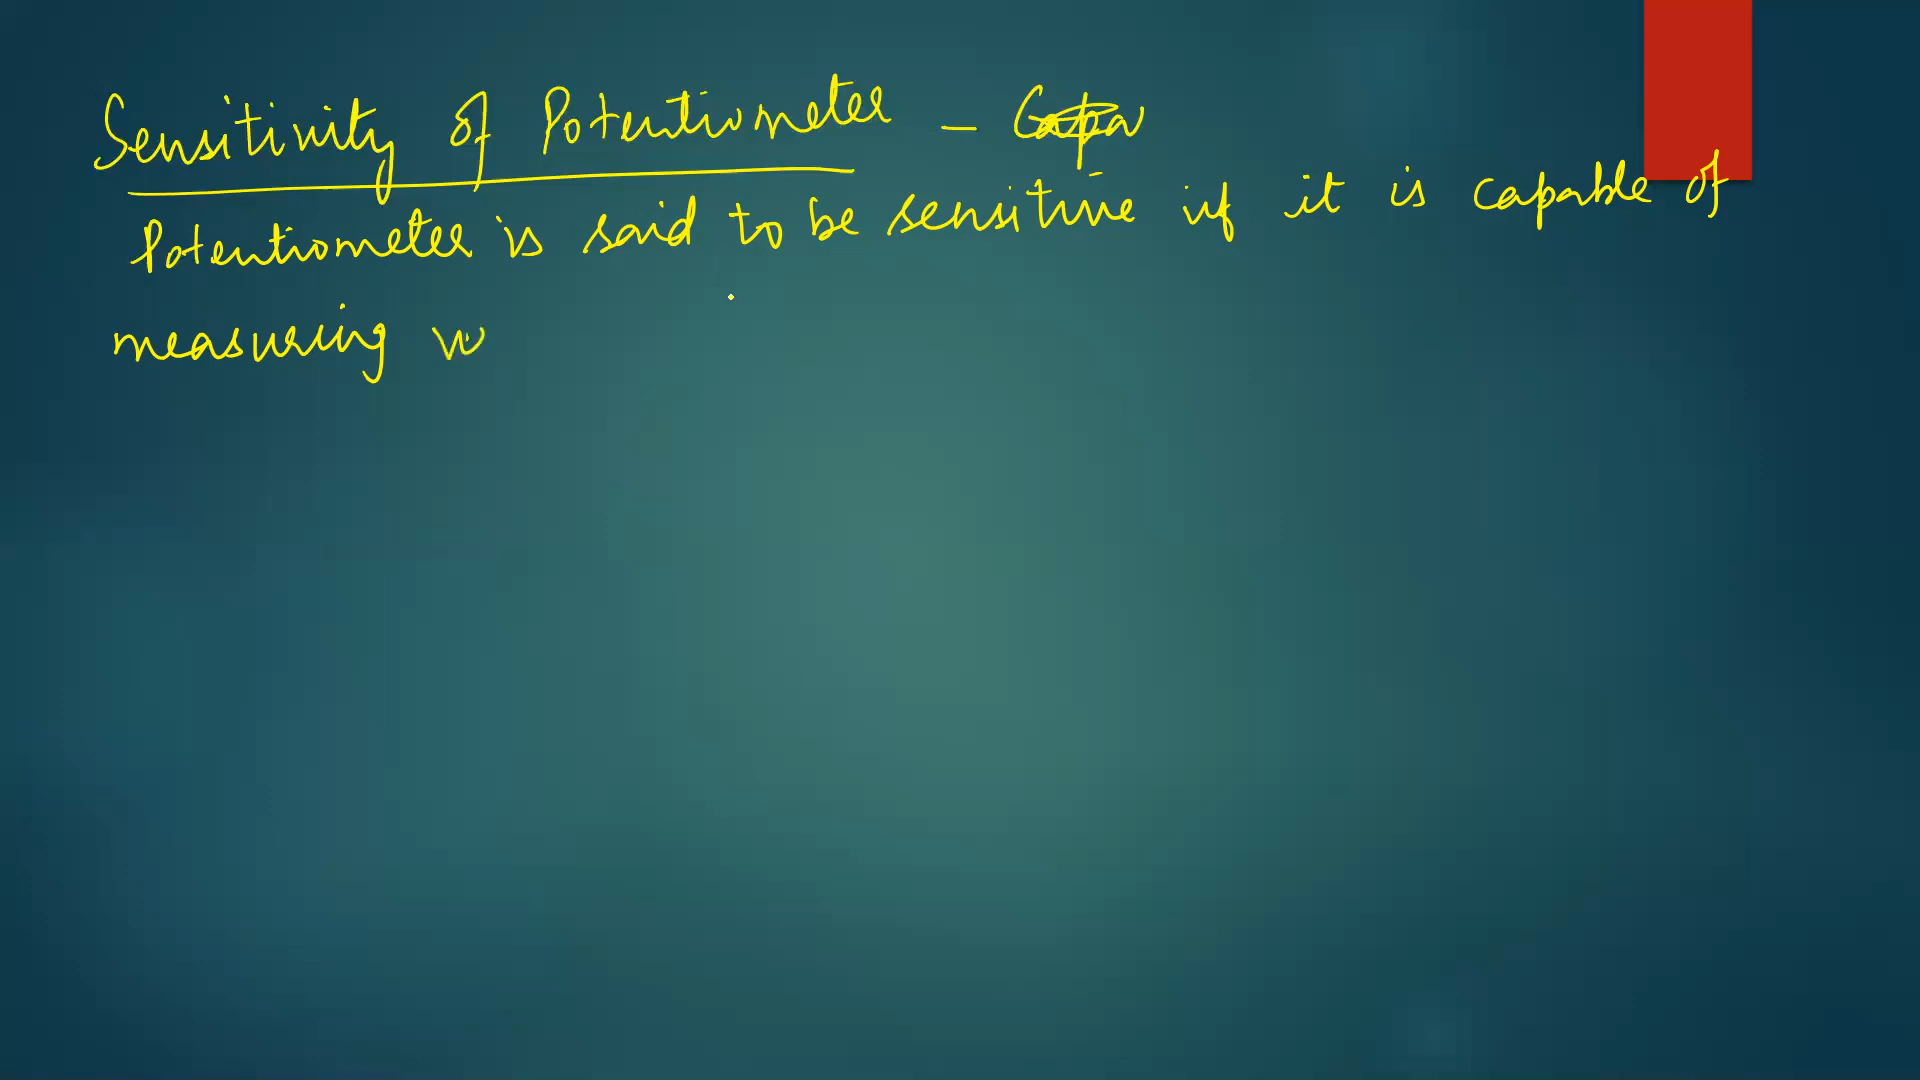 Sensitivity of Potentiometer -
Potentiometer is said to be sensitive if it is capable of
measuring